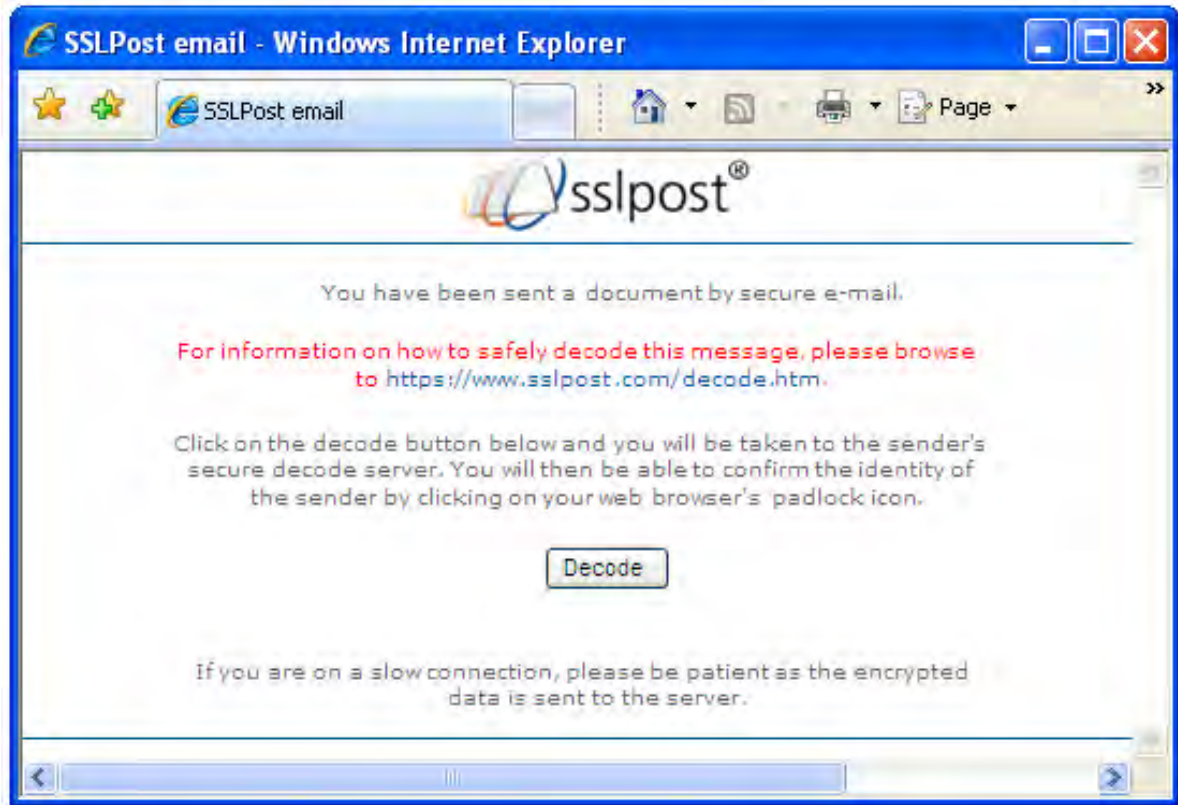 SSLPost email - Windows Internet Explorer
SSLPost email
Page
»
sslpost®
You have been sent a document by secure e-mail.
For information on how to safely decode this message, please browse
to https://www.sslpost.com/decode.htm.
Click on the decode button below and you will be taken to the sender's
secure decode server. You will then be able to confirm the identity of
the sender by clicking on your web browser's padlock icon.
Decode
If you are on a slow connection, please be patient as the encrypted
data is sent to the server.